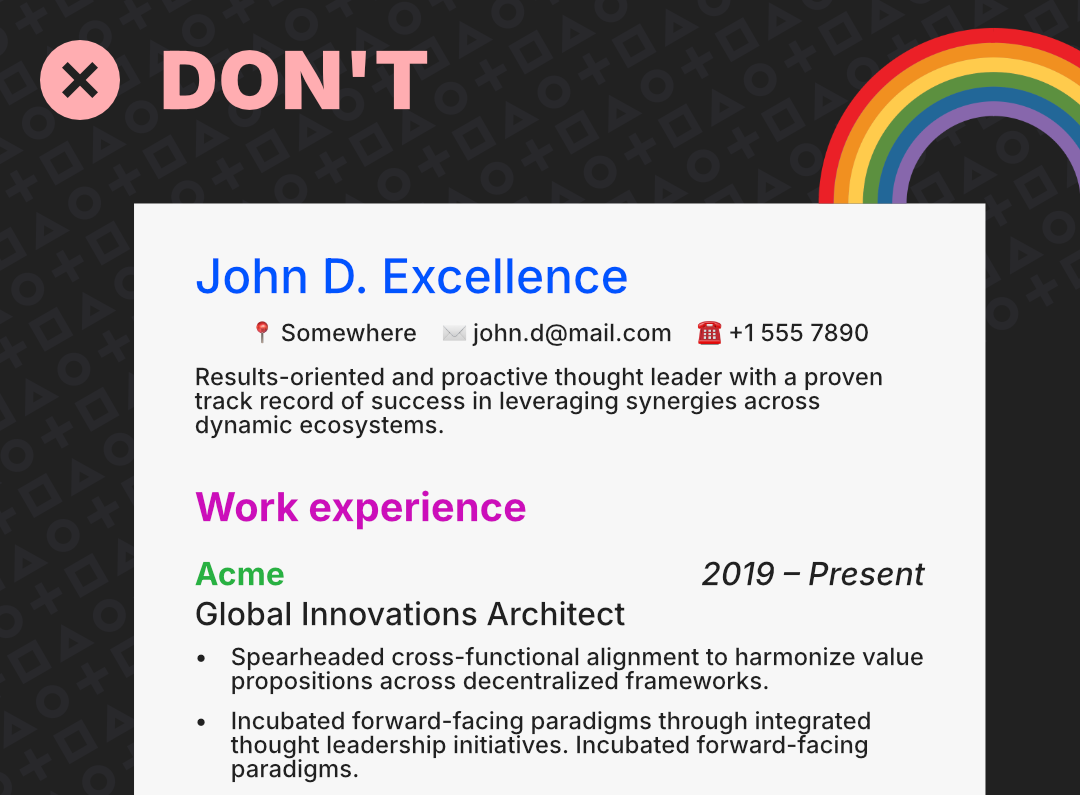 DON'T
John D. Excellence
📍 Somewhere ✉️ john.d@mail.com ☎️ +1 555 7890
Results-oriented and proactive thought leader with a proven
track record of success in leveraging synergies across
dynamic ecosystems.
Work experience
Acme 2019 – Present
Global Innovations Architect
• Spearheaded cross-functional alignment to harmonize value
propositions across decentralized frameworks.
• Incubated forward-facing paradigms through integrated
thought leadership initiatives. Incubated forward-facing
paradigms.